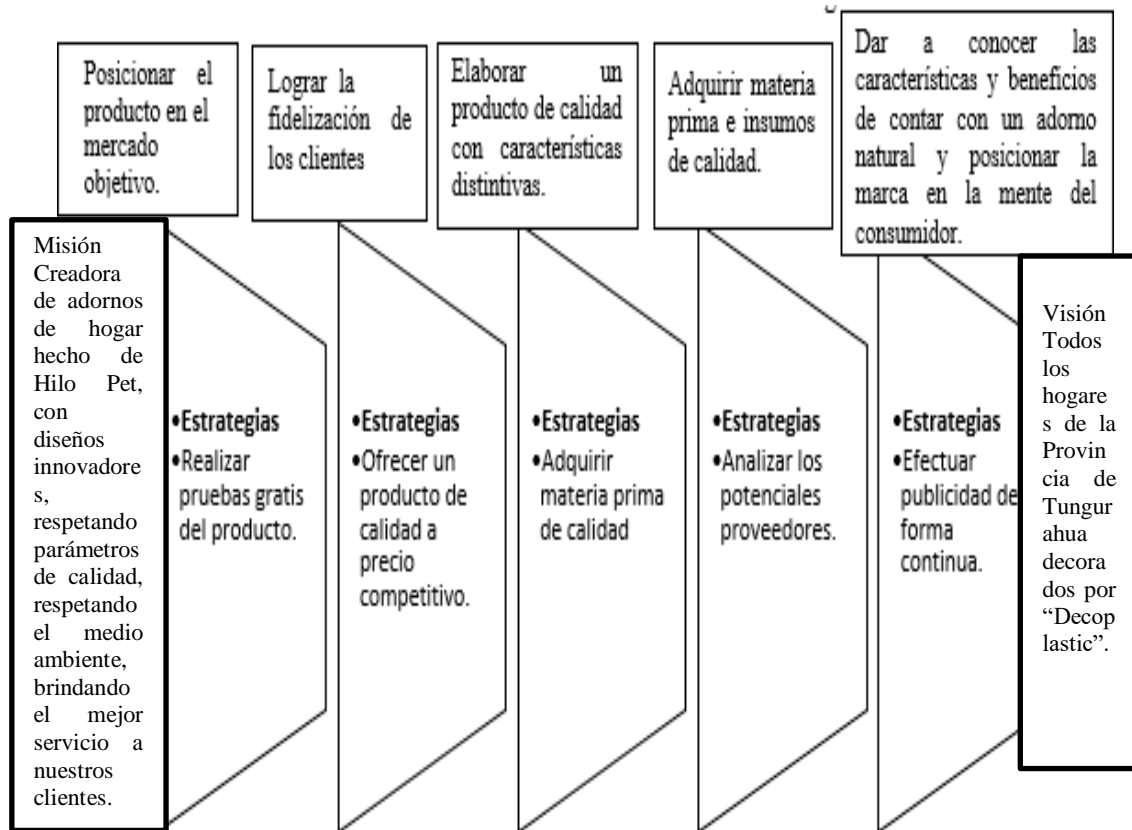 Posicionar el
producto en el
mercado
objetivo.
Lograr la
fidelización de
los clientes
Elaborar un
producto de calidad
con características
distintivas.
Adquirir materia
prima e insumos
de calidad.
Dar a conocer las
características y beneficios
de contar con un adorno
natural y posicionar la
marca en la mente del
consumidor.
Misión
Creadora
de adornos
de hogar
hecho de
Hilo Pet,
con
diseños
innovadore
s,
respetando
parámetros
de calidad,
respetando
el medio
ambiente,
brindando
el mejor
servicio a
nuestros
clientes.
•Estrategias
•Realizar
pruebas gratis
del producto.
•Estrategias
•Ofrecer un
producto de
calidad a
precio
competitivo.
•Estrategias
•Adquirir
materia prima
de calidad
•Estrategias
•Analizar los
potenciales
proveedores.
•Estrategias
•Efectuar
publicidad de
forma
continua.
Visión
Todos
los
hogare
s de la
Provin
cia de
Tungur
ahua
decora
dos por
“Decop
lastic”.